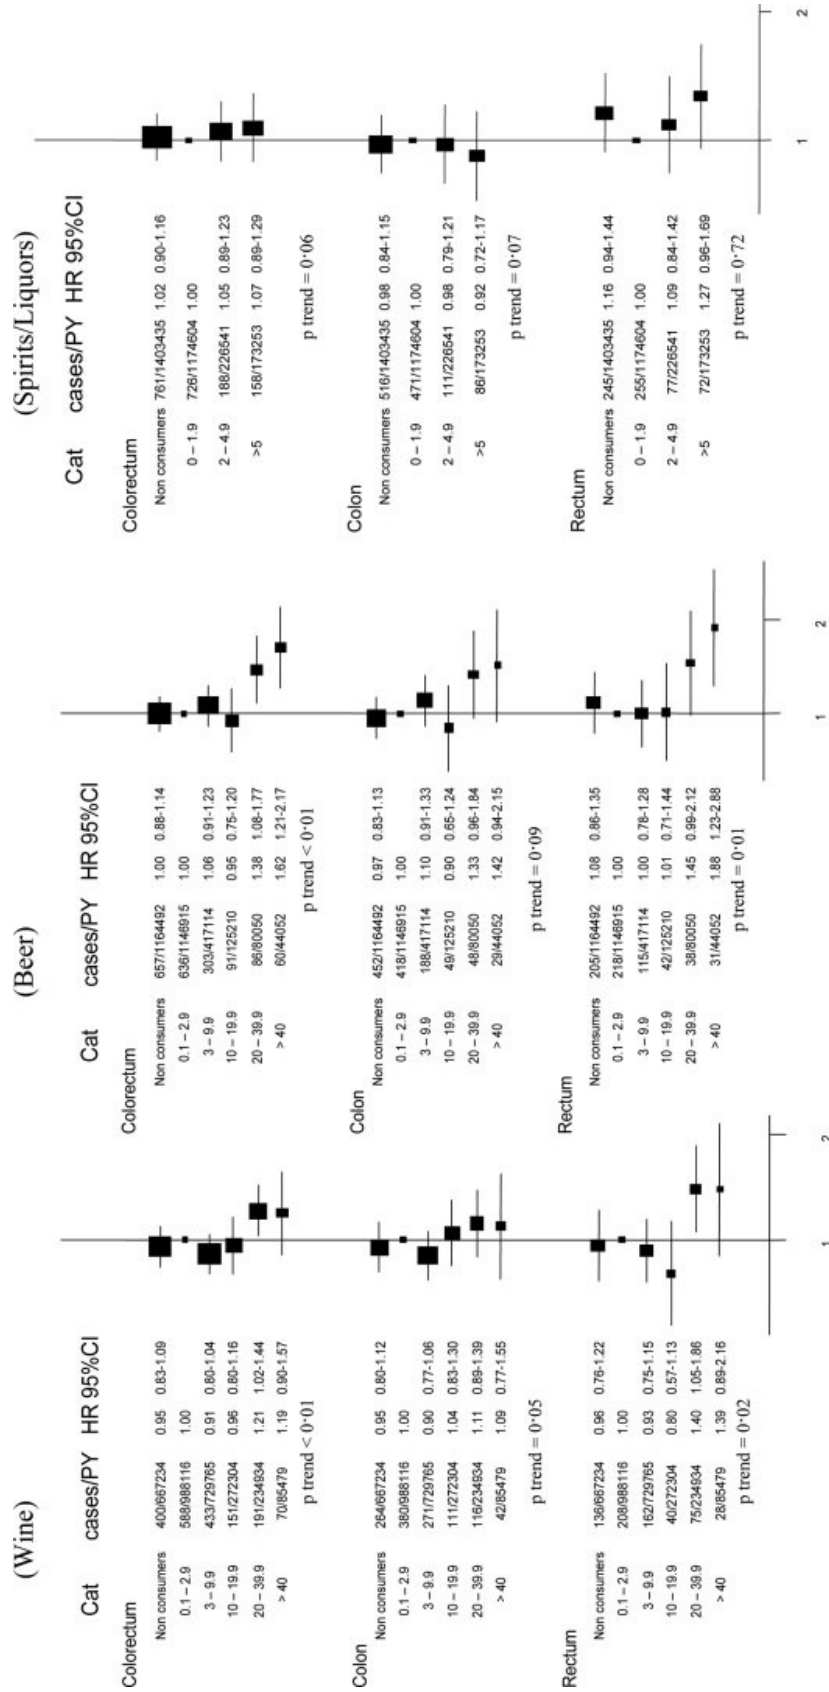 (Wine)
Cat cases/PY HR 95%CI
Colorectum
Non consumers 400/667234 0.95 0.83-1.09
0.1 – 2.9 588/988116 1.00
3 – 9.9 433/729765 0.91 0.80-1.04
10 – 19.9 151/272304 0.96 0.80-1.16
20 – 39.9 191/234934 1.21 1.02-1.44
> 40 70/85479 1.19 0.90-1.57
p trend < 0·01
Colon
Non consumers 264/667234 0.95 0.80-1.12
0.1 – 2.9 380/988116 1.00
3 – 9.9 271/729765 0.90 0.77-1.06
10 – 19.9 111/272304 1.04 0.83-1.30
20 – 39.9 116/234934 1.11 0.89-1.39
> 40 42/85479 1.09 0.77-1.55
p trend = 0·05
Rectum
Non consumers 136/667234 0.96 0.76-1.22
0.1 – 2.9 208/988116 1.00
3 – 9.9 162/729765 0.93 0.75-1.15
10 – 19.9 40/272304 0.80 0.57-1.13
20 – 39.9 75/234934 1.40 1.05-1.86
> 40 28/85479 1.39 0.89-2.16
p trend = 0·02
1 2
(Beer)
Cat cases/PY HR 95%CI
Colorectum
Non consumers 657/1164492 1.00 0.88-1.14
0.1 – 2.9 636/1146915 1.00
3 – 9.9 303/417114 1.06 0.91-1.23
10 – 19.9 91/125210 0.95 0.75-1.20
20 – 39.9 86/80050 1.38 1.08-1.77
> 40 60/44052 1.62 1.21-2.17
p trend < 0·01
Colon
Non consumers 452/1164492 0.97 0.83-1.13
0.1 – 2.9 418/1146915 1.00
3 – 9.9 188/417114 1.10 0.91-1.33
10 – 19.9 49/125210 0.90 0.65-1.24
20 – 39.9 48/80050 1.33 0.96-1.84
> 40 29/44052 1.42 0.94-2.15
p trend = 0·09
Rectum
Non consumers 205/1164492 1.08 0.86-1.35
0.1 – 2.9 218/1146915 1.00
3 – 9.9 115/417114 1.00 0.78-1.28
10 – 19.9 42/125210 1.01 0.71-1.44
20 – 39.9 38/80050 1.45 0.99-2.12
> 40 31/44052 1.88 1.23-2.88
p trend = 0·01
1 2
(Spirits/Liquors)
Cat cases/PY HR 95%CI
Colorectum
Non consumers 761/1403435 1.02 0.90-1.16
0 – 1.9 726/1174604 1.00
2 – 4.9 188/226541 1.05 0.89-1.23
>5 158/173253 1.07 0.89-1.29
p trend = 0·06
Colon
Non consumers 516/1403435 0.98 0.84-1.15
0 – 1.9 471/1174604 1.00
2 – 4.9 111/226541 0.98 0.79-1.21
>5 86/173253 0.92 0.72-1.17
p trend = 0·07
Rectum
Non consumers 245/1403435 1.16 0.94-1.44
0 – 1.9 255/1174604 1.00
2 – 4.9 77/226541 1.09 0.84-1.42
>5 72/173253 1.27 0.96-1.69
p trend = 0·72
1 2